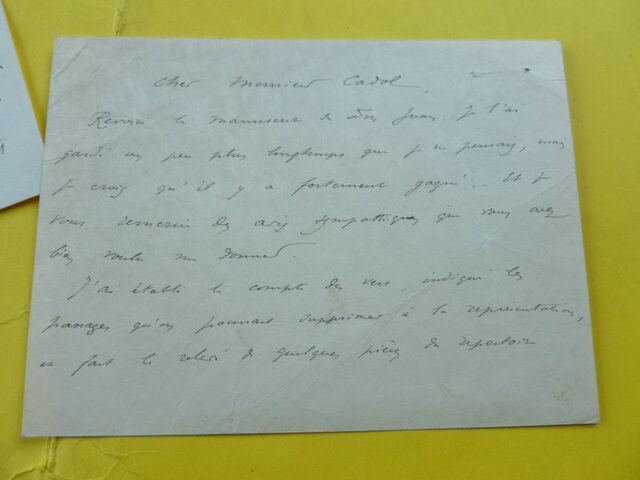 Cher Monsieur Cadol,
Revoici le manuscrit de Don Juan. Je l'ai
gardé un peu plus longtemps que je ne pensais, mais
je crois qu'il y a fortement gagné. – Et je
vous remercie des avis sympathiques que vous avez
bien voulu me donner.
J'ai établi le compte des vers, indiqué les
passages qu'on pourrait supprimer à la représentation,
et fait le relevé de quelques pièces du répertoire